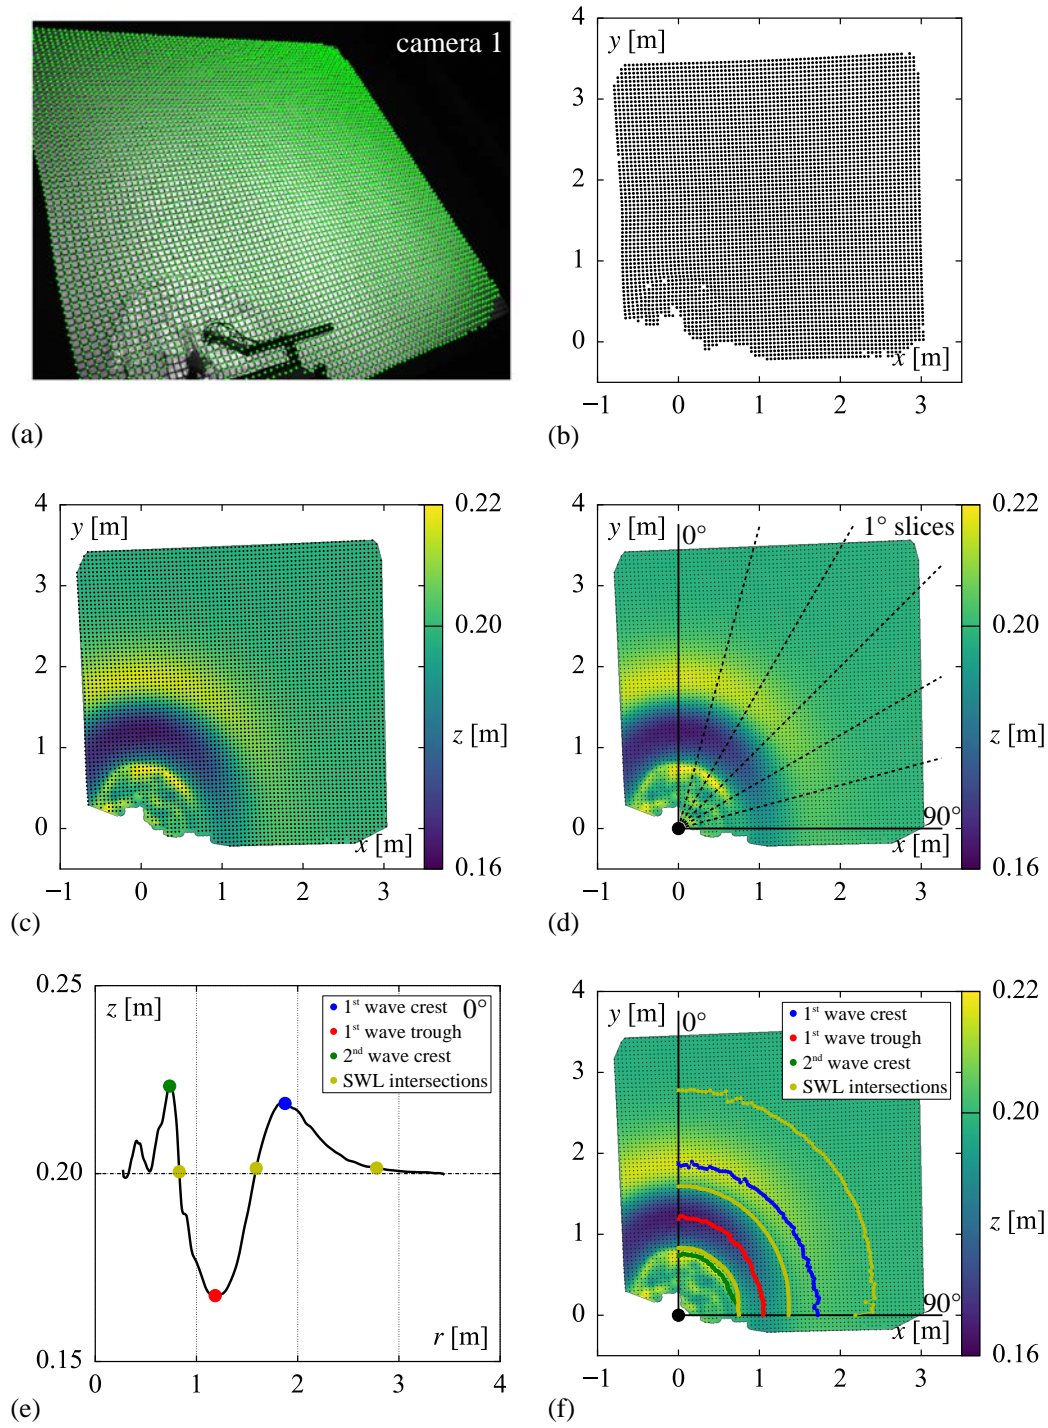 camera 1
(a)
y [m]
4
3
2
1
0
x [m]
−1 0 1 2 3
(b)
y [m]
4
3
2
1
0
x [m]
−1 0 1 2 3
0.22
0.20
z [m]
0.16
(c)
y [m]
0°
1° slices
4
3
2
1
0
90°
x [m]
−1 0 1 2 3
0.22
0.20
z [m]
0.16
(d)
0.25
z [m]
0°
1st wave crest
1st wave trough
2nd wave crest
SWL intersections
0.20
r [m]
0.15
0 1 2 3 4
(e)
y [m]
0°
1st wave crest
1st wave trough
2nd wave crest
SWL intersections
4
3
2
1
0
90°
x [m]
−1 0 1 2 3
0.22
0.20
z [m]
0.16
(f)